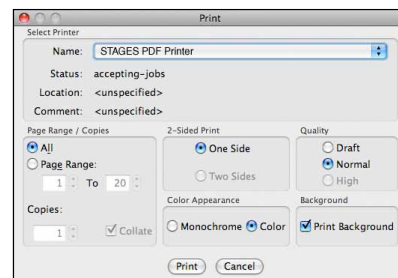 Print
Select Printer
Name: STAGES PDF Printer
Status: accepting-jobs
Location: <unspecified>
Comment: <unspecified>
Page Range / Copies
All
Page Range:
1 To 20
Copies:
1 Collate
2-Sided Print
One Side
Two Sides
Color Appearance
Monochrome Color
Quality
Draft
Normal
High
Background
Print Background
Print Cancel